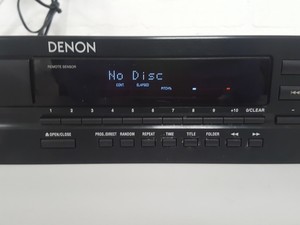 DENON
REMOTE SENSOR
No Disc
1 2 3 4 5 6 7 8 9 0 +10 0/CLEAR
OPEN/CLOSE PROG./DIRECT RANDOM REPEAT TIME TITLE FOLDER